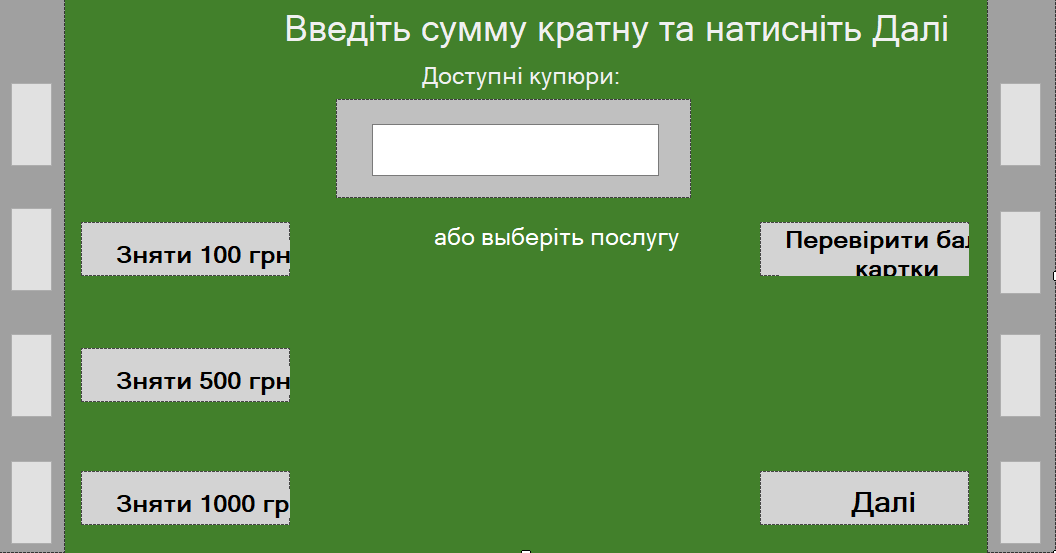 Введіть сумму кратну та натисніть Далі
Доступні купюри:
або выберіть послугу
Зняти 100 грн
Перевірити бал
картки
Зняти 500 грн
Зняти 1000 гр
Далі